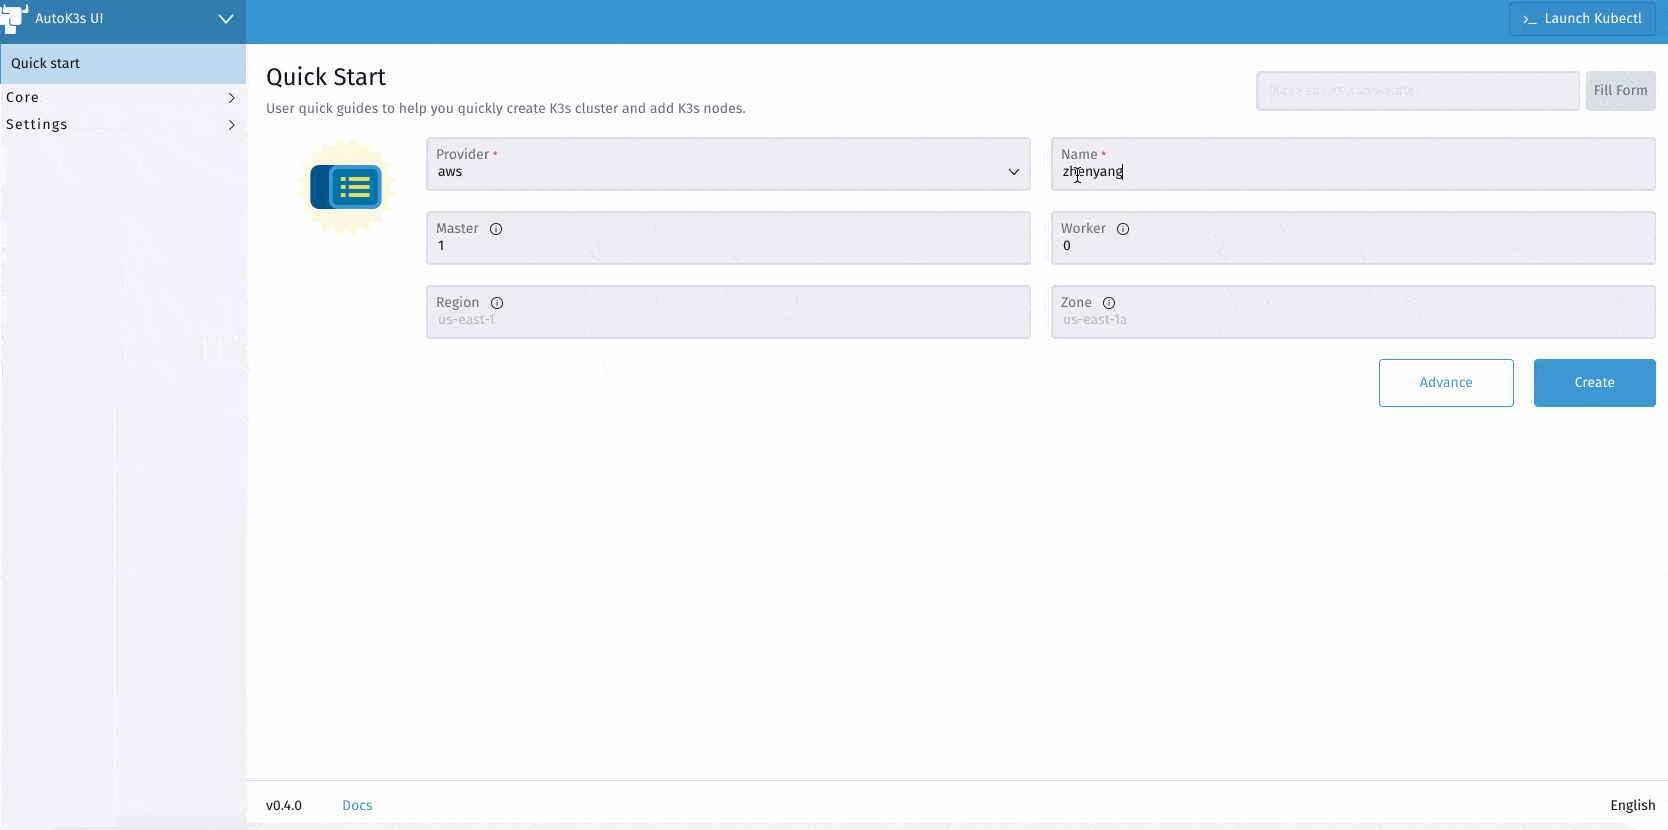 AutoK3s UI
>_ Launch Kubectl
Quick start
Core
Settings
Quick Start
User quick guides to help you quickly create K3s cluster and add K3s nodes.
Fill Form
Provider *
aws
Name *
zhenyang
Master
1
Worker
0
Region
us-east-1
Zone
us-east-1a
Advance
Create
v0.4.0
Docs
English